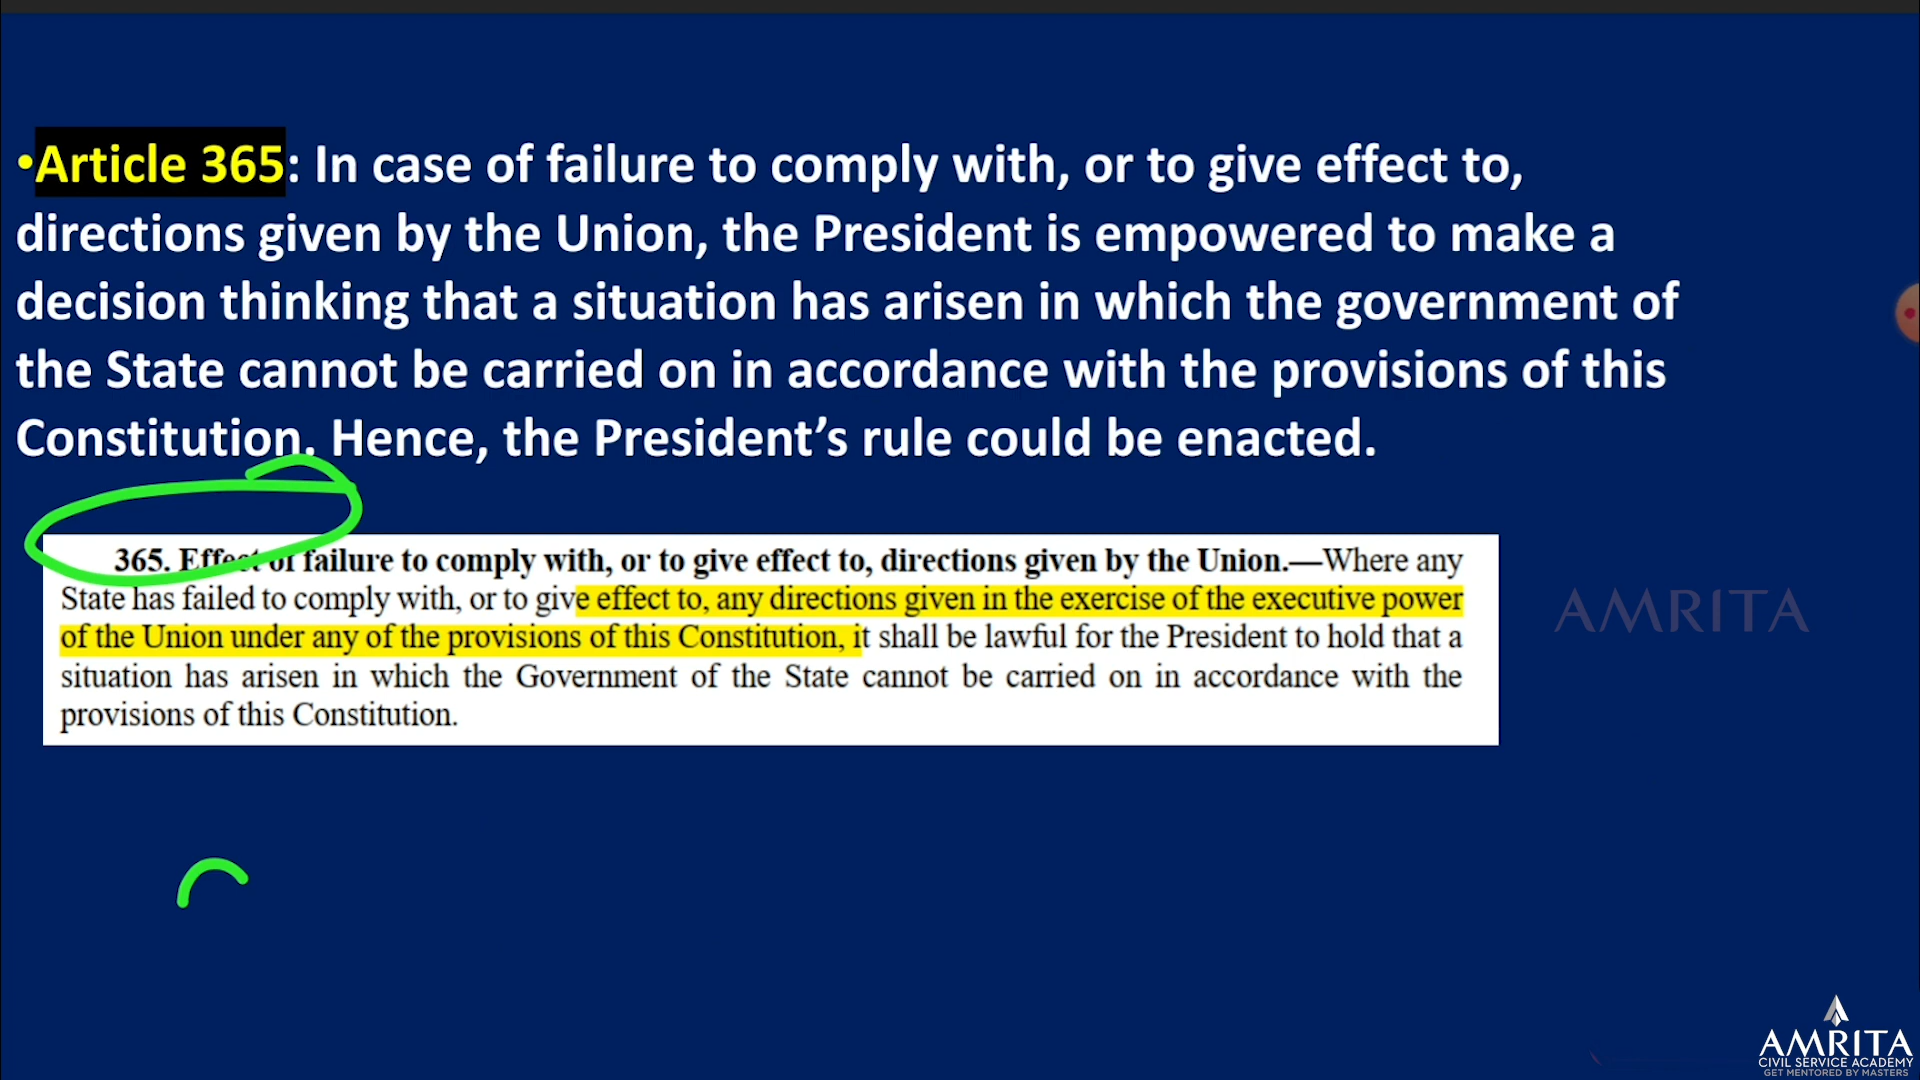 •Article 365: In case of failure to comply with, or to give effect to,
directions given by the Union, the President is empowered to make a
decision thinking that a situation has arisen in which the government of
the State cannot be carried on in accordance with the provisions of this
Constitution. Hence, the President’s rule could be enacted.
365. Effect of failure to comply with, or to give effect to, directions given by the Union.—Where any
State has failed to comply with, or to give effect to, any directions given in the exercise of the executive power
of the Union under any of the provisions of this Constitution, it shall be lawful for the President to hold that a
situation has arisen in which the Government of the State cannot be carried on in accordance with the
provisions of this Constitution.
AMRITA
AMRITA
CIVIL SERVICE ACADEMY
GET MENTORED BY MASTERS